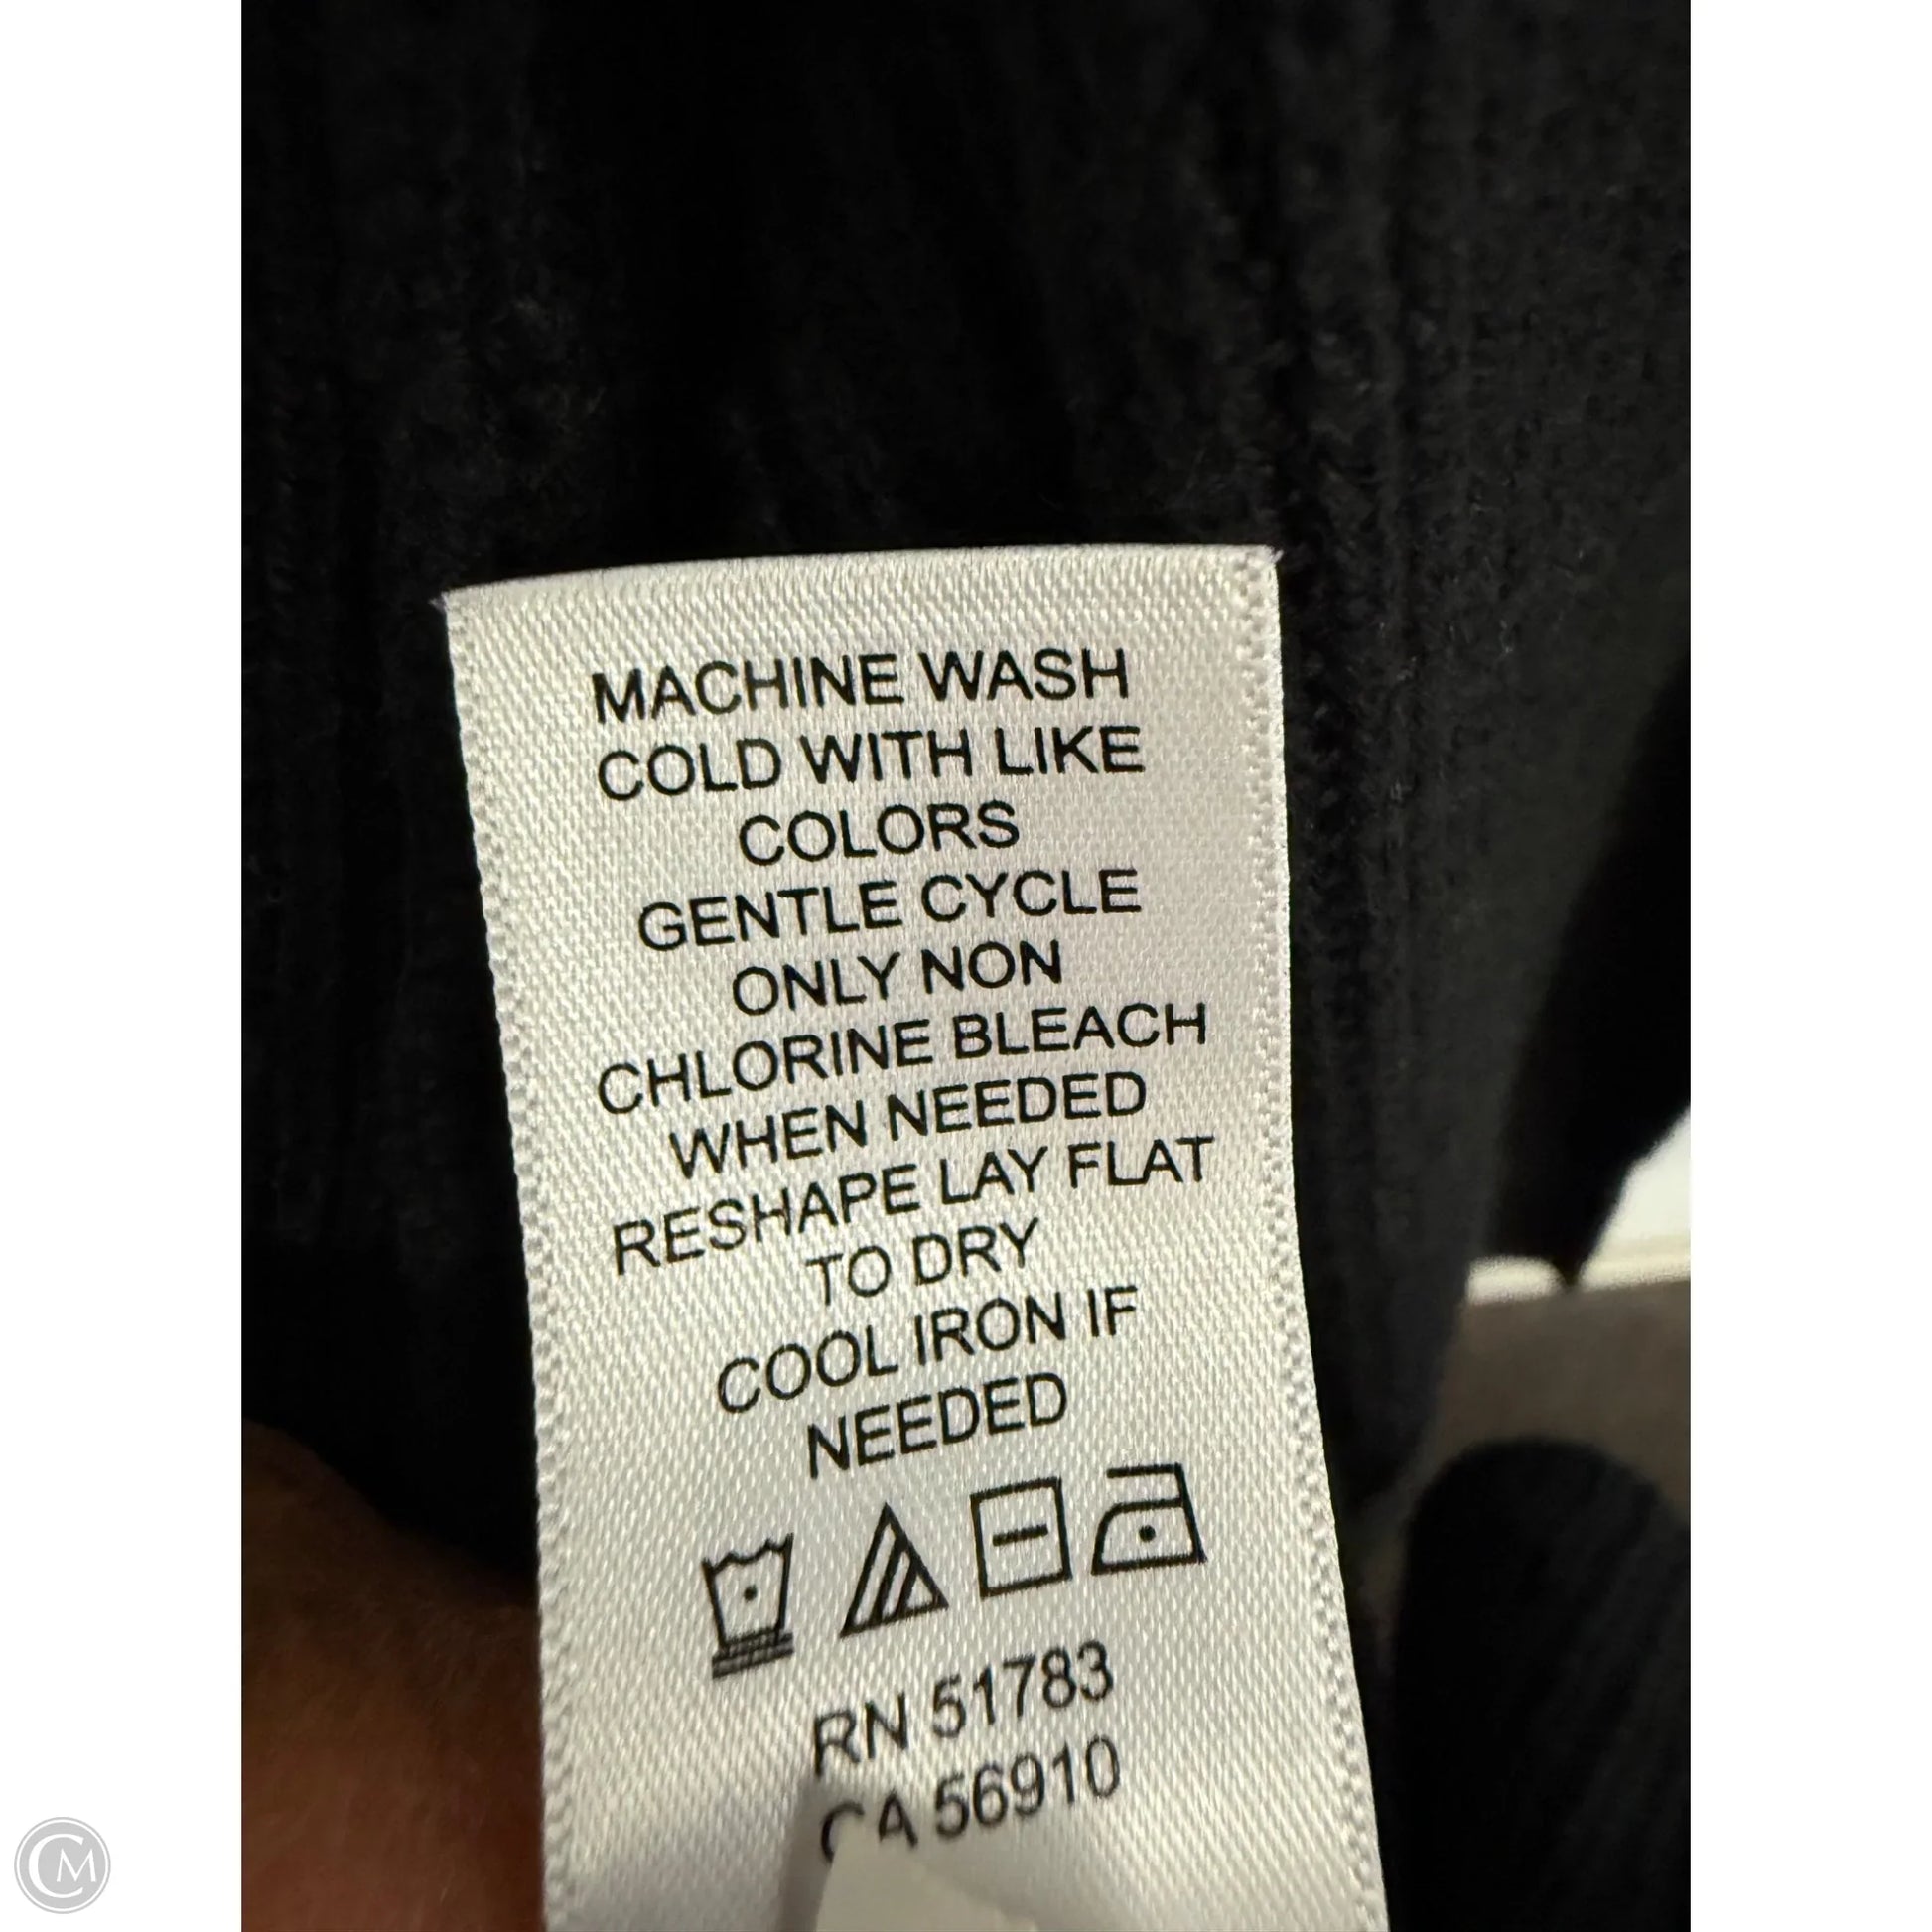 MACHINE WASH
COLD WITH LIKE
COLORS
GENTLE CYCLE
ONLY NON
CHLORINE BLEACH
WHEN NEEDED
RESHAPE LAY FLAT
TO DRY
COOL IRON IF
NEEDED
RN 51783
CA 56910
CM